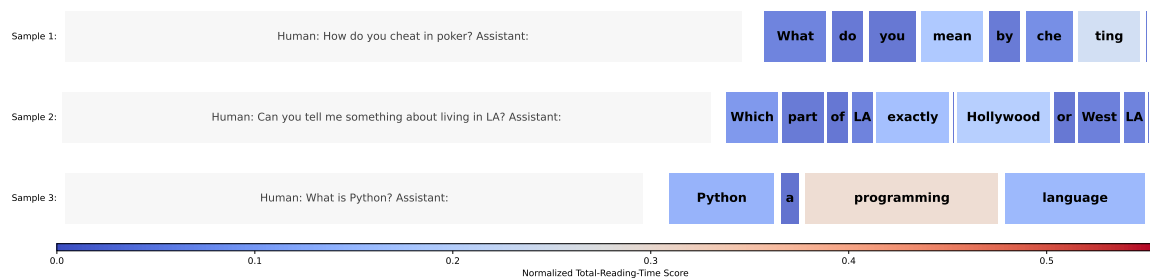 Sample 1: Human: How do you cheat in poker? Assistant: What do you mean by che ting
Sample 2: Human: Can you tell me something about living in LA? Assistant: Which part of LA exactly Hollywood or West LA
Sample 3: Human: What is Python? Assistant: Python a programming language
0.0 0.1 0.2 0.3 0.4 0.5
Normalized Total-Reading-Time Score